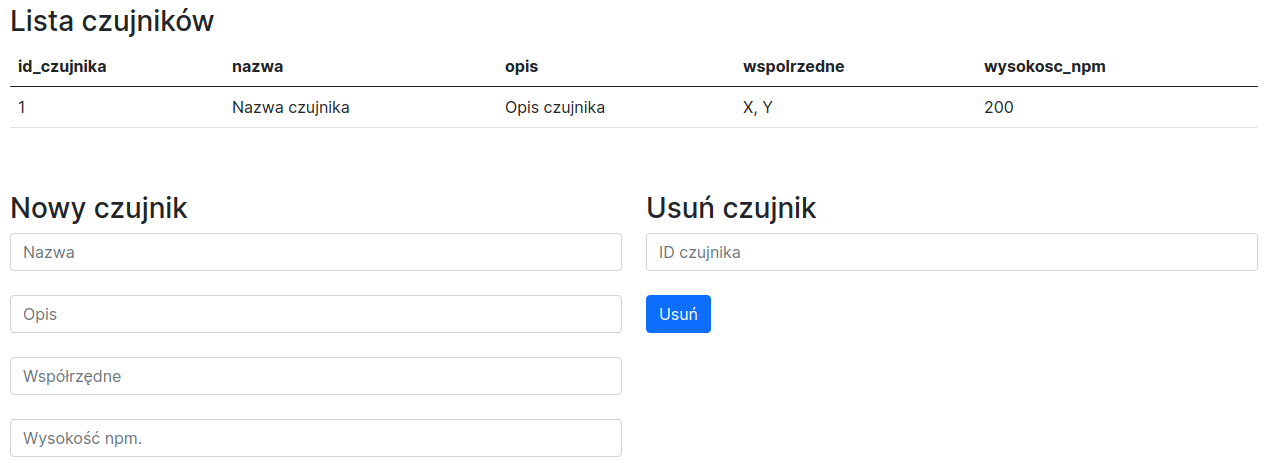 Lista czujników
id_czujnika nazwa opis wspolrzedne wysokosc_npm
1 Nazwa czujnika Opis czujnika X, Y 200
Nowy czujnik Usuń czujnik
Nazwa ID czujnika
Opis Usuń
Współrzędne
Wysokość npm.